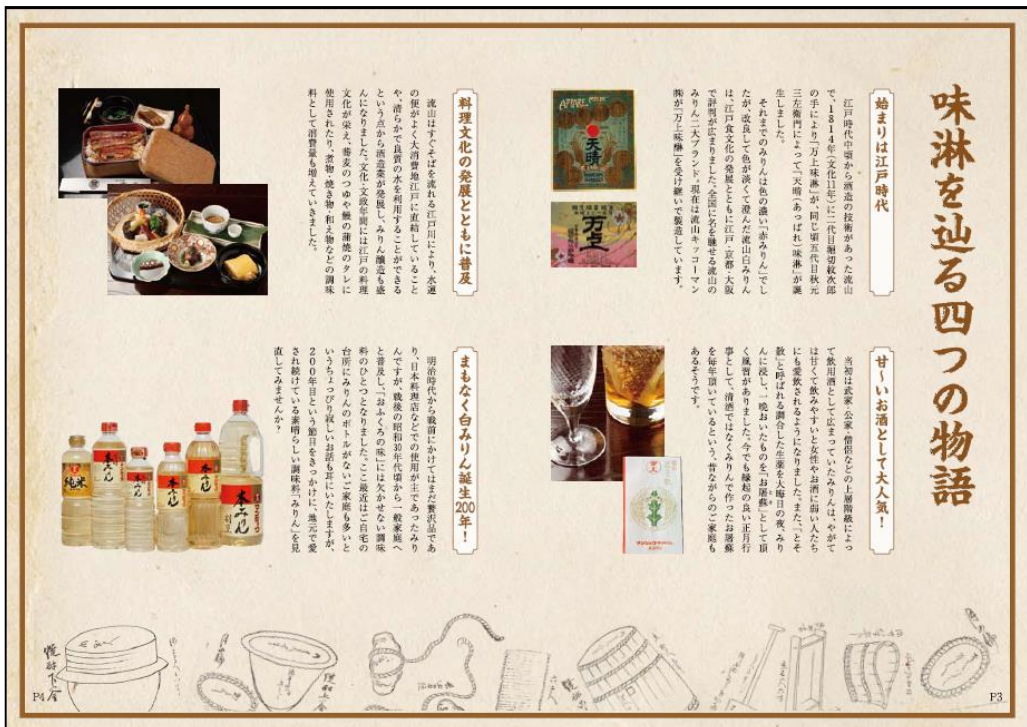 味淋を辿る四つの物語
始まりは江戸時代
江戸時代中頃から酒造の技術があった流山
で、1814年(文化11年)に二代目堀切紋次郎
の手により「万上味淋」が、同じ頃五代目秋元
三左衛門によって「天晴(あっぱれ)味淋」が誕
生しました。
それまでのみりんは色の濃い「赤みりん」でし
たが、改良して色が淡くて澄んだ流山白みりん
は、江戸食文化の発展とともに江戸・京都・大阪
で評判が広まりました。全国に名を馳せる流山の
みりん二大ブランド。現在は流山キッコーマン
㈱が「万上味醂」を受け継いで製造しています。
天晴
万上
甘〜いお酒として大人気!
当初は武家・公家・僧侶などの上層階級によっ
て飲用酒として広まっていたみりんは、やがて
は甘くて飲みやすいと女性やお酒に弱い人たち
にも愛飲されるようになりました。また、「とそ
散」と呼ばれる調合した生薬を大晦日の夜、みり
んに浸し、一晩おいたものを「お屠蘇」として頂
く風習がありました。今でも縁起の良い正月行
事として、清酒ではなくみりんで作ったお屠蘇
を毎年頂いているという、昔ながらのご家庭も
あるそうです。
料理文化の発展とともに普及
流山はすぐそばを流れる江戸川により、水運
の便がよく大消費地江戸に直結していること
や、清らかで良質の水を利用することができる
という点から酒造業が発展し、みりん醸造も盛
んになりました。文化・文政年間には江戸の料理
文化が栄え、蕎麦のつゆや鰻の蒲焼のタレに
使用されたり、煮物・焼き物・和え物などの調味
料として消費量も増えていきました。
まもなく白みりん誕生200年!
明治時代から戦前にかけてはまだ贅沢品であ
り、日本料理店などでの使用が主であったみり
んですが、戦後の昭和30年代頃から一般家庭へ
と普及し、「おふくろの味」には欠かせない調味
料のひとつとなりました。ここ最近はご自宅の
台所にみりんのボトルがないご家庭も多いと
いうちょっぴり寂しいお話も耳にいたしますが、
200年目という節目をきっかけに、地元で愛
され続けている素晴らしい調味料「みりん」を見
直してみませんか?
純米
本みりん
本みりん
本みりん
本みりん
P4
P3